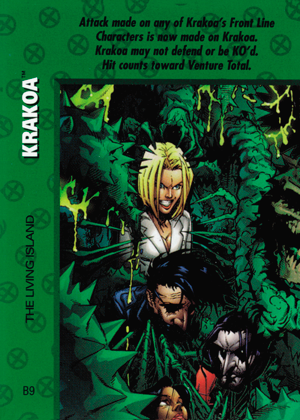 Attack made on any of Krakoa's Front Line
Characters is now made on Krakoa.
Krakoa may not defend or be KO'd.
Hit counts toward Venture Total.
KRAKOA™
THE LIVING ISLAND
B9